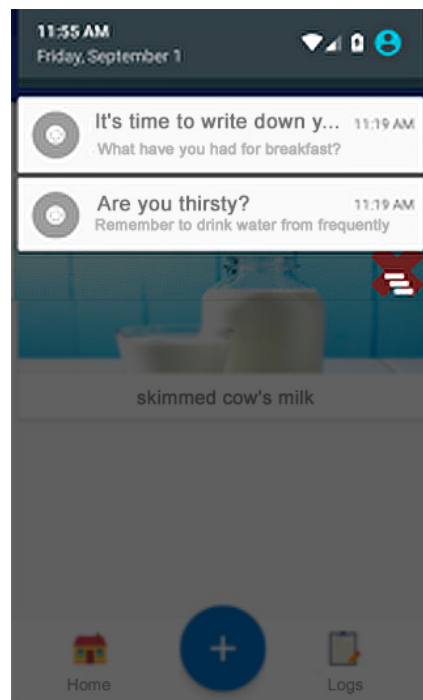 11:55 AM
Friday, September 1
It's time to write down y... 11:19 AM
What have you had for breakfast?
Are you thirsty? 11:19 AM
Remember to drink water from frequently
skimmed cow's milk
Home Logs